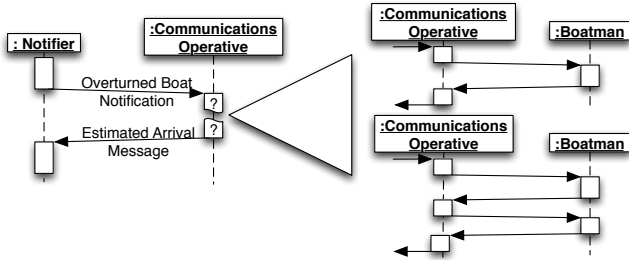 : Notifier
:Communications
Operative
Overturned Boat
Notification
?
?
Estimated Arrival
Message
:Communications
Operative
:Boatman
:Communications
Operative
:Boatman